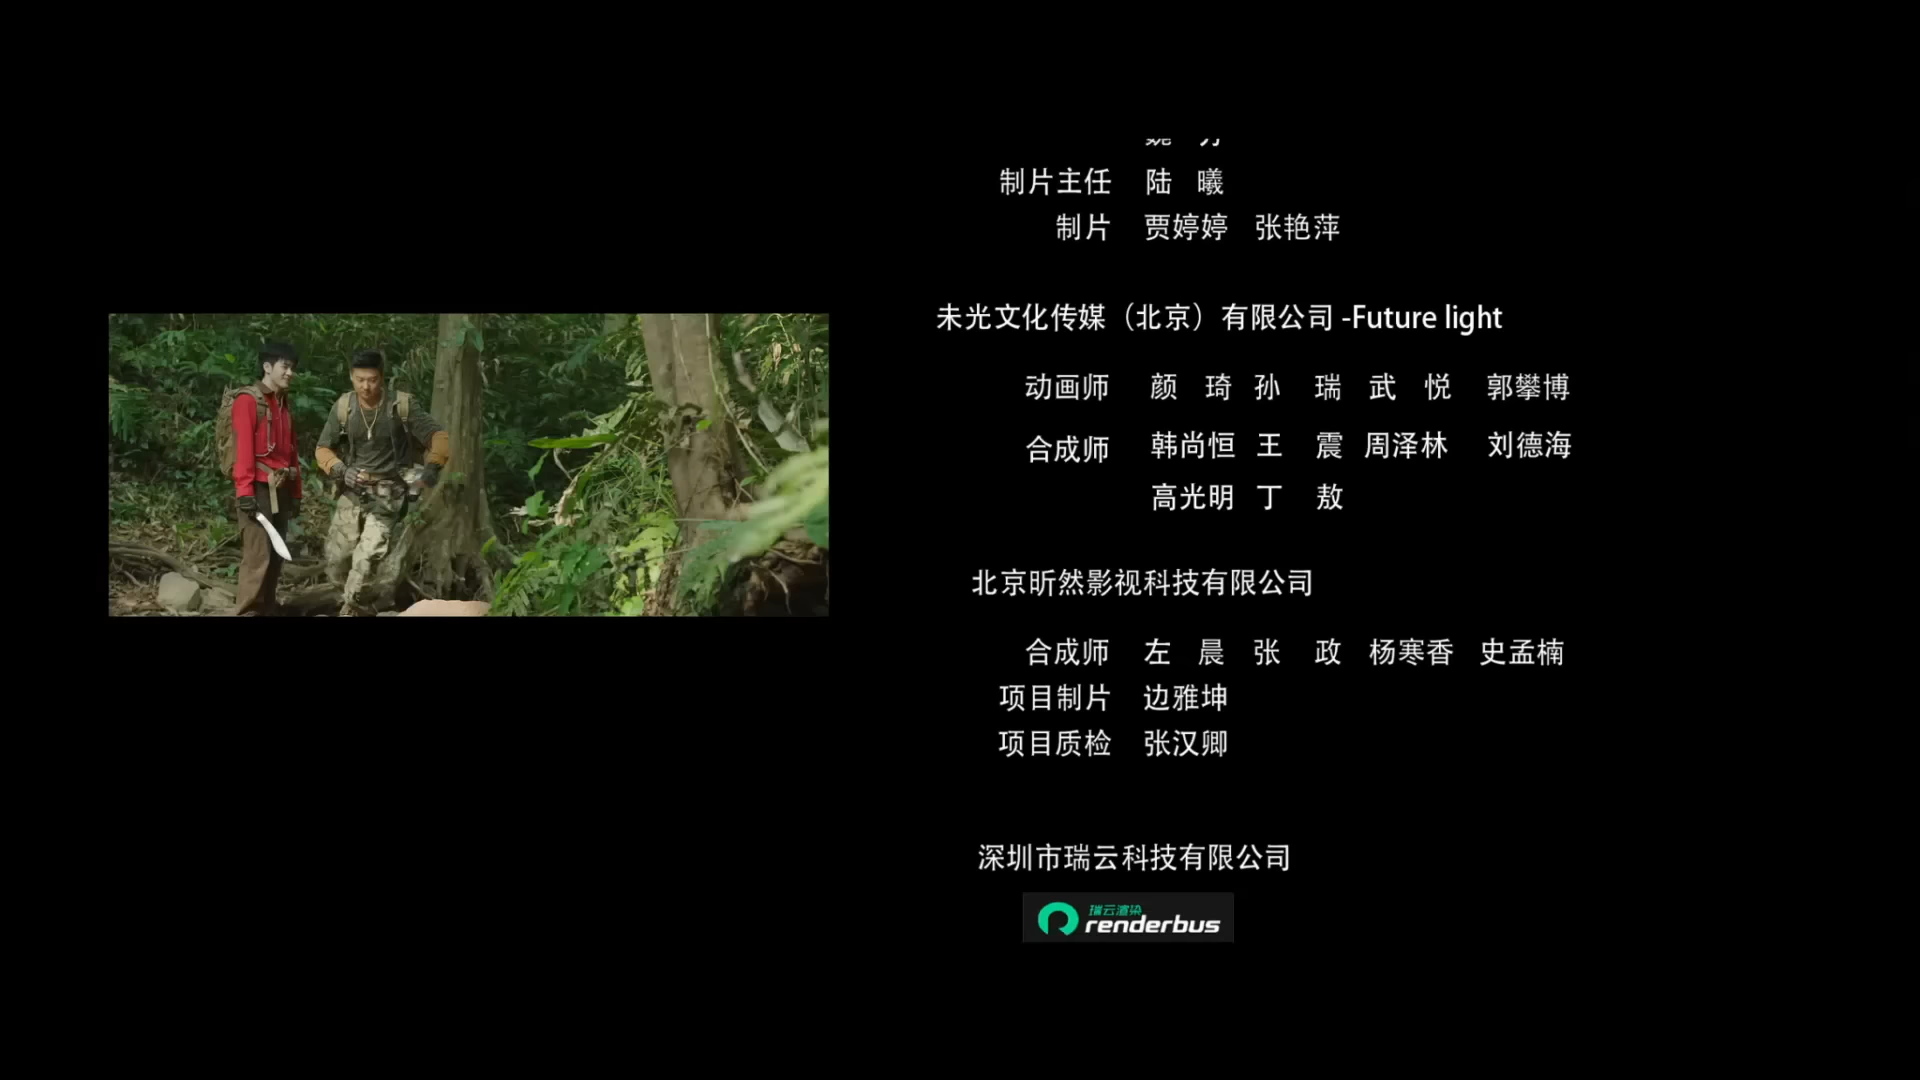 制片主任 陆 曦
制片 贾婷婷 张艳萍
未光文化传媒（北京）有限公司 -Future light
动画师 颜 琦 孙 瑞 武 悦 郭攀博
合成师 韩尚恒 王 震 周泽林 刘德海
高光明 丁 敖
北京昕然影视科技有限公司
合成师 左 晨 张 政 杨寒香 史孟楠
项目制片 边雅坤
项目质检 张汉卿
深圳市瑞云科技有限公司
瑞云渲染
renderbus